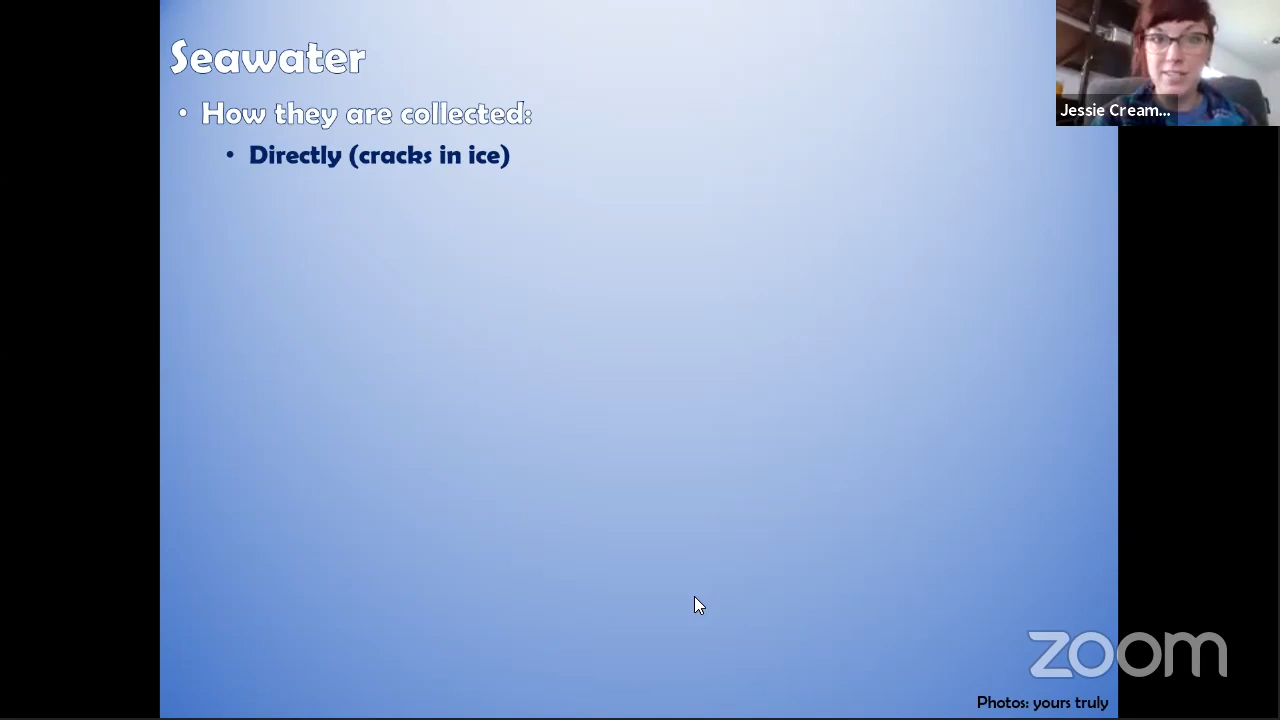 Seawater
• How they are collected:
• Directly (cracks in ice)
Jessie Cream...
zoom
Photos: yours truly